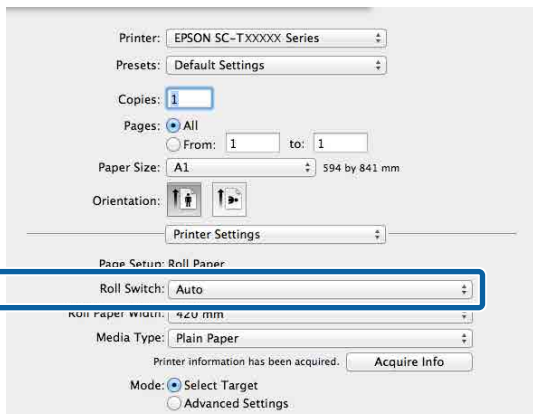 Printer: EPSON SC-TXXXXX Series
Presets: Default Settings
Copies: 1
Pages: All
From: 1 to: 1
Paper Size: A1 594 by 841 mm
Orientation:
Printer Settings
Page Setup: Roll Paper
Roll Switch: Auto
Roll Paper Width: 420 mm
Media Type: Plain Paper
Printer information has been acquired. Acquire Info
Mode: Select Target
Advanced Settings